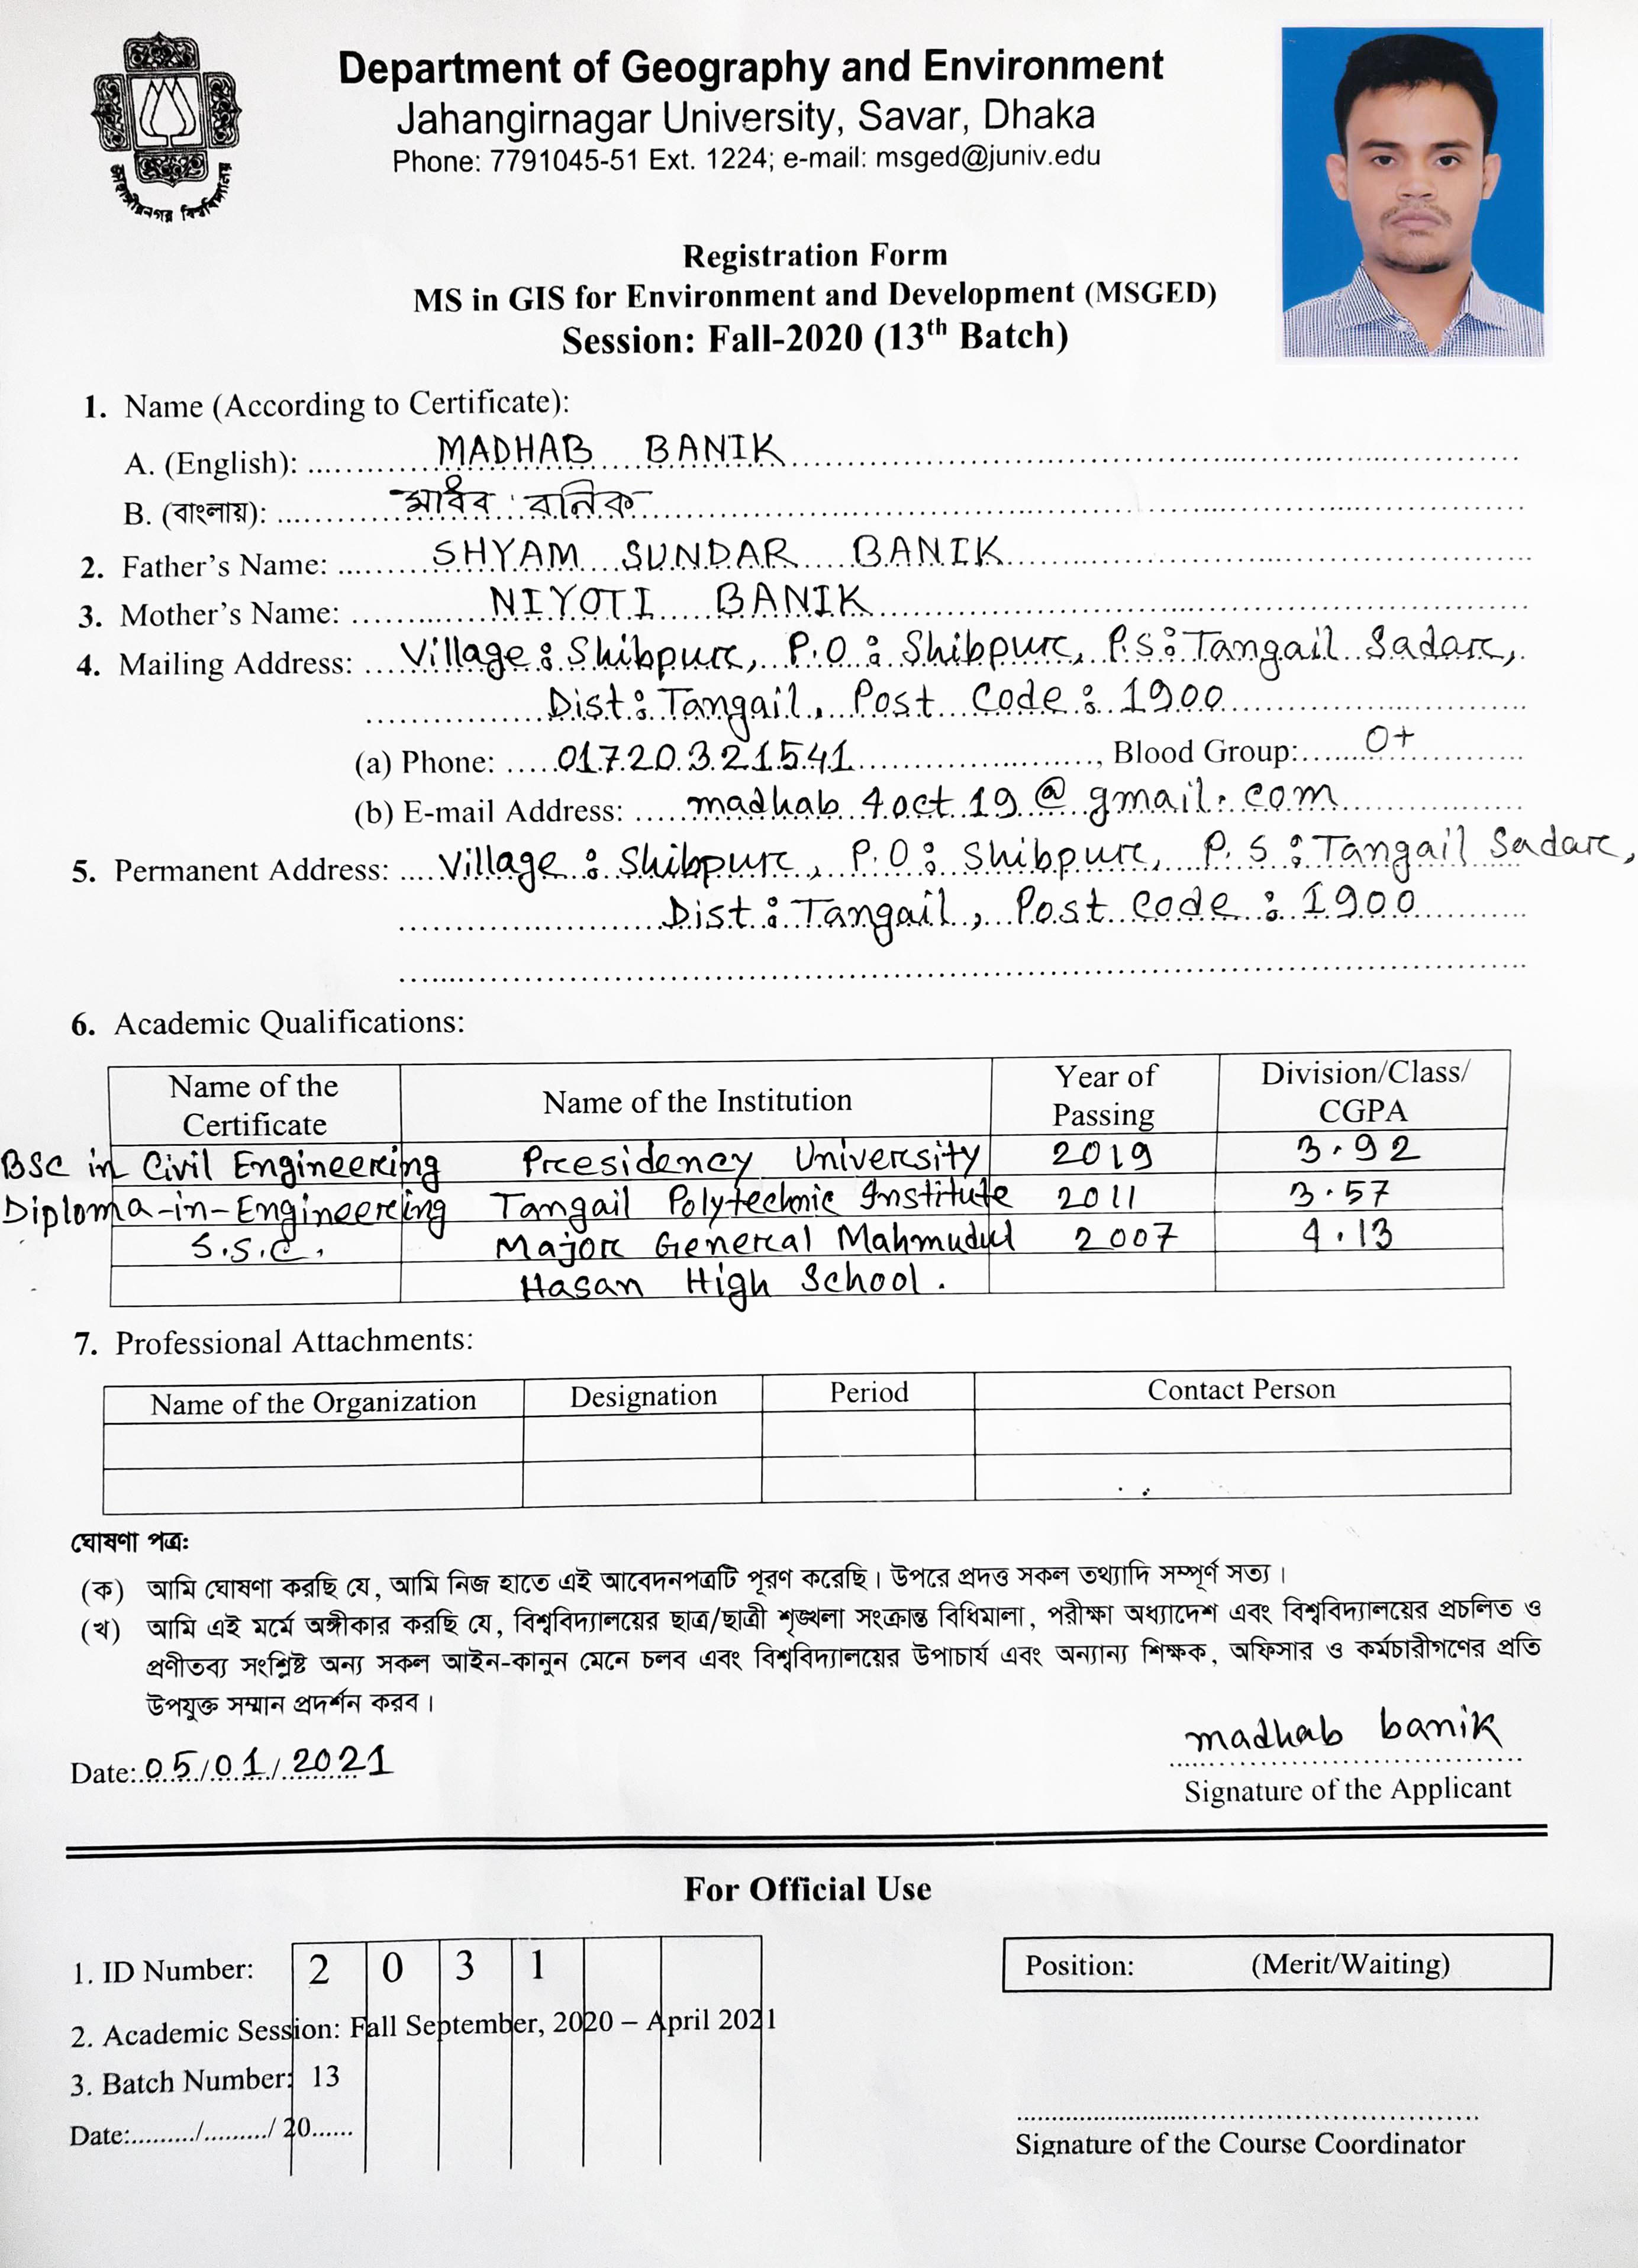 Department of Geography and Environment
Jahangirnagar University, Savar, Dhaka
Phone: 7791045-51 Ext. 1224; e-mail: msged@juniv.edu
জাহাঙ্গীরনগর বিশ্ববিদ্যালয়
Registration Form
MS in GIS for Environment and Development (MSGED)
Session: Fall-2020 (13th Batch)
1. Name (According to Certificate):
A. (English): MADHAB BANIK
B. (বাংলায়): মাধব বনিক
2. Father's Name: SHYAM SUNDAR BANIK
3. Mother's Name: NIYOTI BANIK
4. Mailing Address: Village: Shibpur, P.O: Shibpur, P.S: Tangail Sadar,
Dist: Tangail, Post Code: 1900
(a) Phone: 01720321541, Blood Group: O+
(b) E-mail Address: madhab4oct19@gmail.com
5. Permanent Address: Village: Shibpur, P.O: Shibpur, P.S: Tangail Sadar,
Dist: Tangail, Post Code: 1900
6. Academic Qualifications:
Name of the Certificate Name of the Institution Year of Passing Division/Class/CGPA
BSc in Civil Engineering Presidency University 2019 3.92
Diploma-in-Engineering Tangail Polytechnic Institute 2011 3.57
S.S.C. Major General Mahmudul 2007 4.13
Hasan High School.
7. Professional Attachments:
Name of the Organization Designation Period Contact Person
ঘোষণা পত্র:
(ক) আমি ঘোষণা করছি যে, আমি নিজ হাতে এই আবেদনপত্রটি পূরণ করেছি। উপরে প্রদত্ত সকল তথ্যাদি সম্পূর্ণ সত্য।
(খ) আমি এই মর্মে অঙ্গীকার করছি যে, বিশ্ববিদ্যালয়ের ছাত্র/ছাত্রী শৃঙ্খলা সংক্রান্ত বিধিমালা, পরীক্ষা অধ্যাদেশ এবং বিশ্ববিদ্যালয়ের প্রচলিত ও
প্রণীতব্য সংশ্লিষ্ট অন্য সকল আইন-কানুন মেনে চলব এবং বিশ্ববিদ্যালয়ের উপাচার্য এবং অন্যান্য শিক্ষক, অফিসার ও কর্মচারীগণের প্রতি
উপযুক্ত সম্মান প্রদর্শন করব।
madhab banik
Date: 05/01/2021
Signature of the Applicant
For Official Use
1. ID Number: 2 0 3 1
Position: (Merit/Waiting)
2. Academic Session: Fall September, 2020 – April 2021
3. Batch Number: 13
Date:........./........./ 20......
Signature of the Course Coordinator